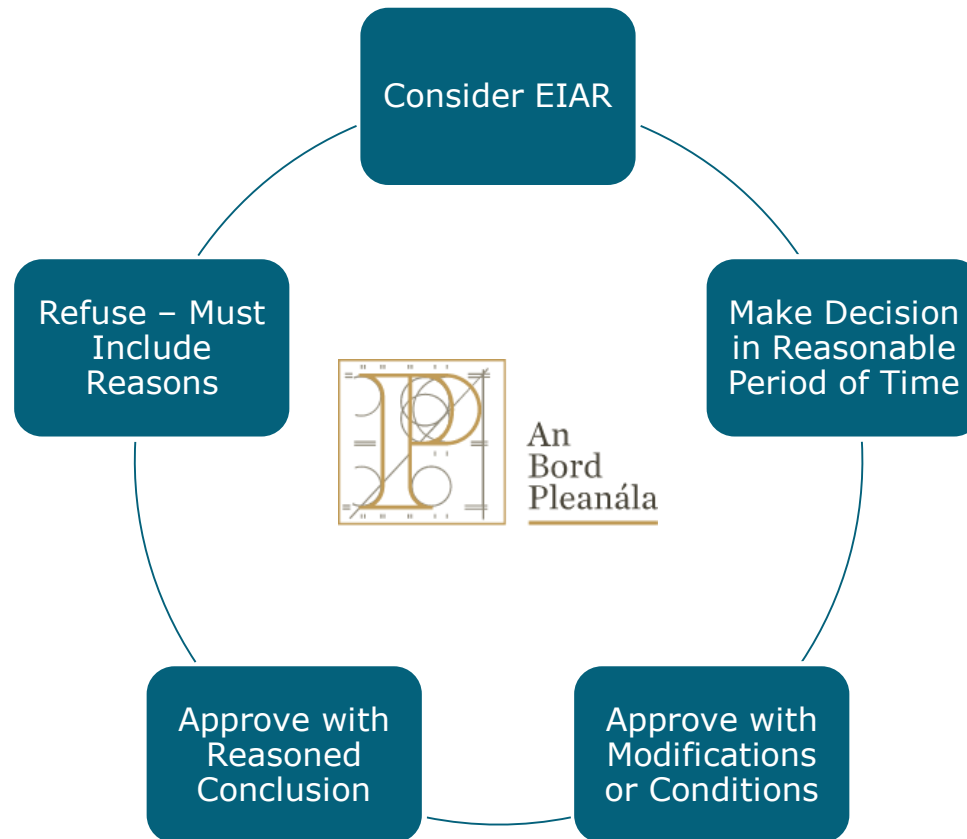 Consider EIAR
Make Decision
in Reasonable
Period of Time
Approve with
Modifications
or Conditions
Approve with
Reasoned
Conclusion
Refuse – Must
Include
Reasons
An
Bord
Pleanála